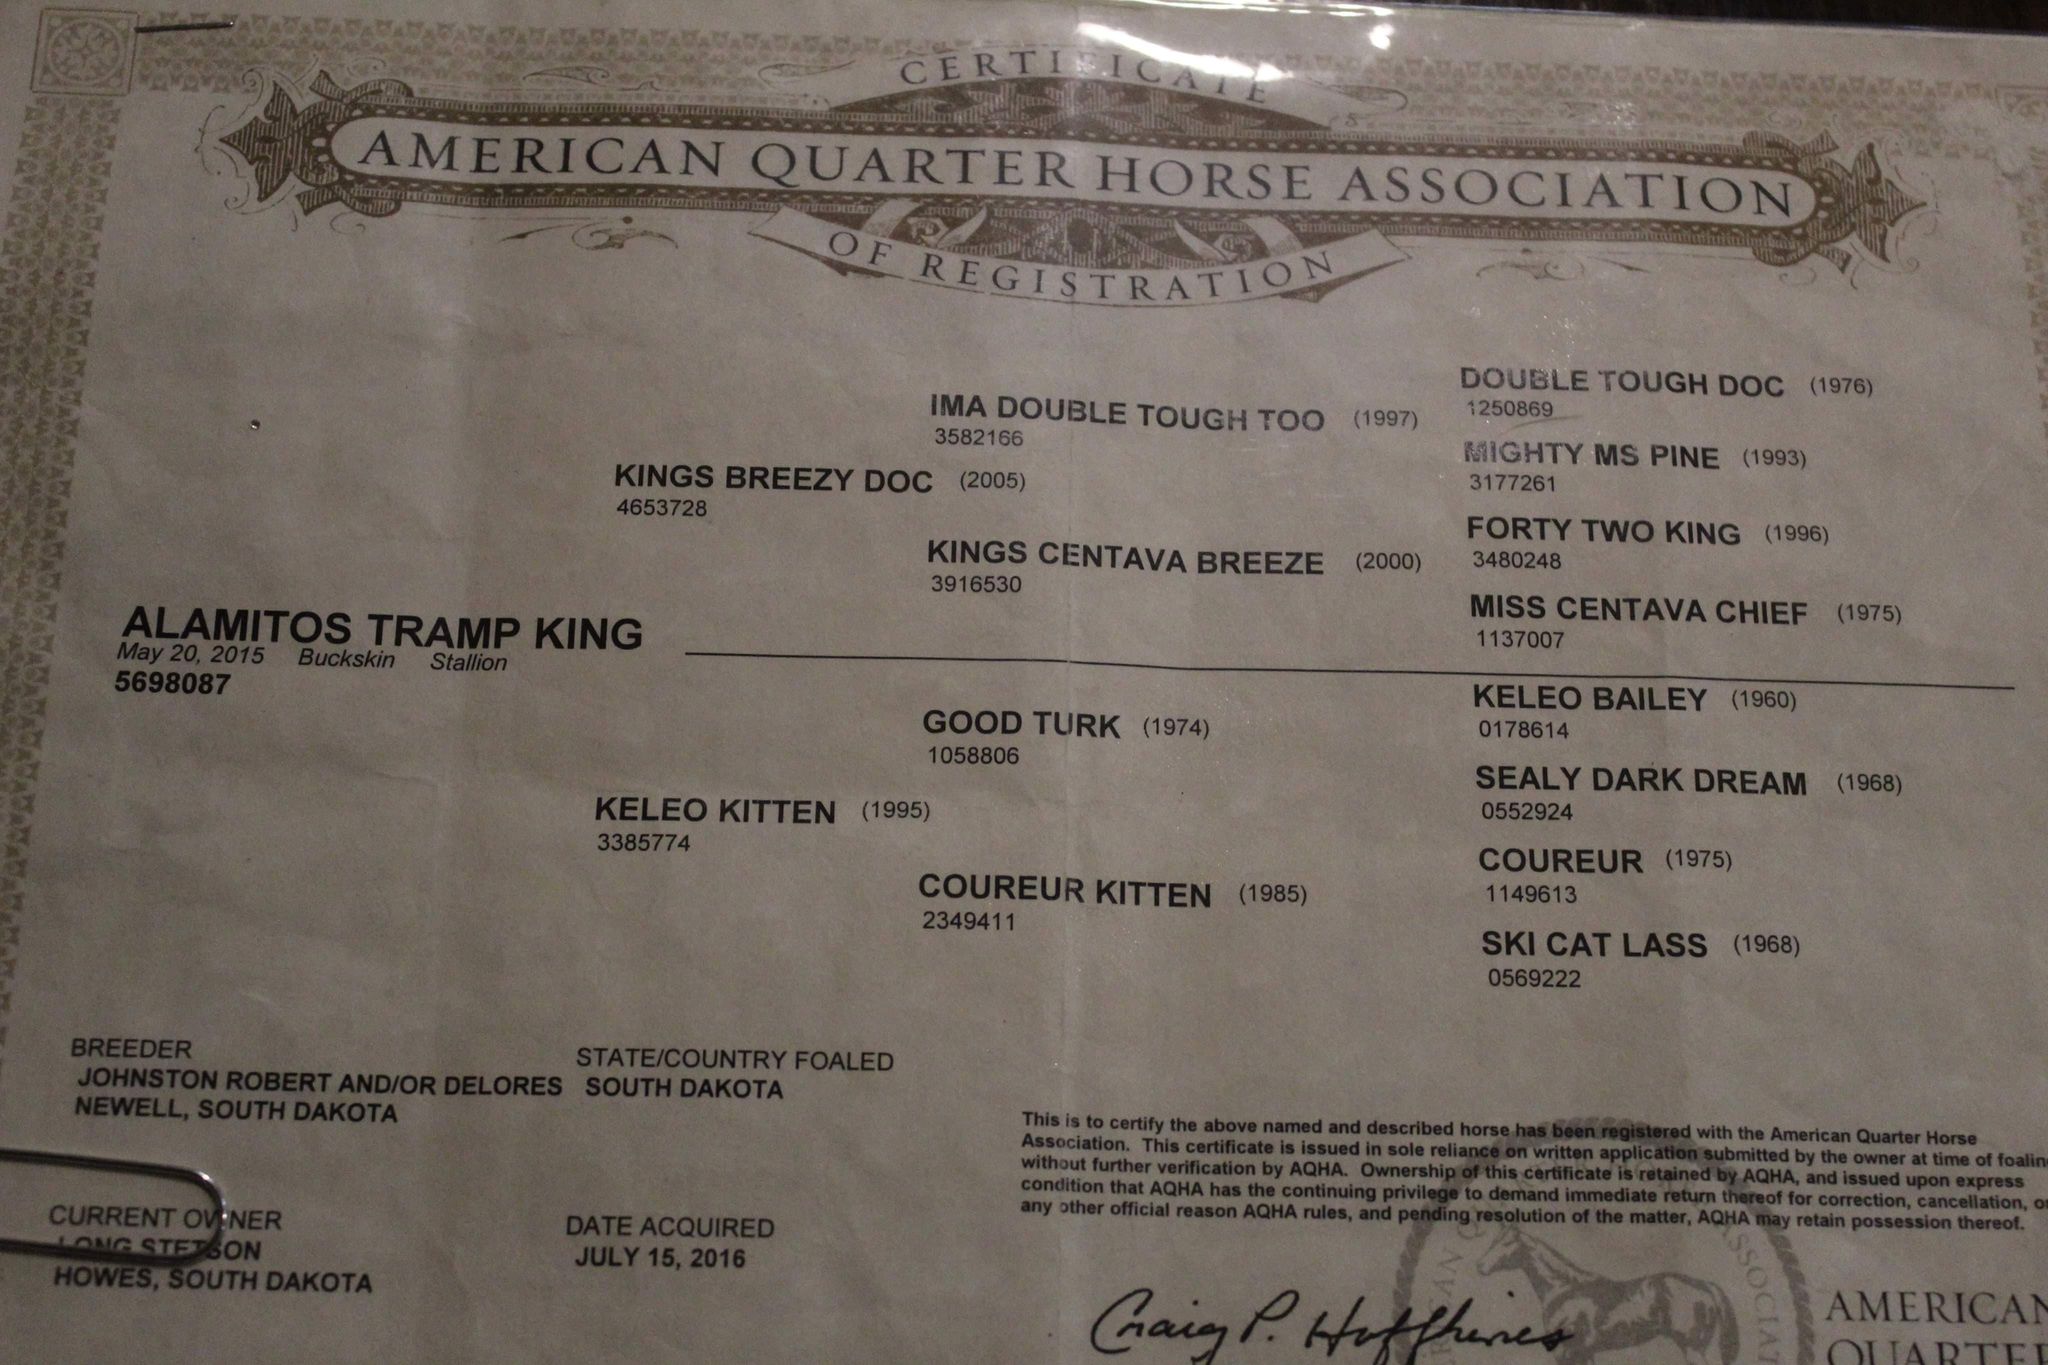 CERTIFICATE
AMERICAN QUARTER HORSE ASSOCIATION
OF REGISTRATION
DOUBLE TOUGH DOC (1976)
1250869
IMA DOUBLE TOUGH TOO (1997)
3582166
MIGHTY MS PINE (1993)
3177261
KINGS BREEZY DOC (2005)
4653728
FORTY TWO KING (1996)
3480248
KINGS CENTAVA BREEZE (2000)
3916530
MISS CENTAVA CHIEF (1975)
1137007
ALAMITOS TRAMP KING
May 20, 2015 Buckskin Stallion
5698087
KELEO BAILEY (1960)
0178614
GOOD TURK (1974)
1058806
SEALY DARK DREAM (1968)
0552924
KELEO KITTEN (1995)
3385774
COUREUR (1975)
1149613
COUREUR KITTEN (1985)
2349411
SKI CAT LASS (1968)
0569222
BREEDER
JOHNSTON ROBERT AND/OR DELORES
NEWELL, SOUTH DAKOTA
STATE/COUNTRY FOALED
SOUTH DAKOTA
CURRENT OWNER
LONG STETSON
HOWES, SOUTH DAKOTA
DATE ACQUIRED
JULY 15, 2016
This is to certify the above named and described horse has been registered with the American Quarter Horse
Association. This certificate is issued in sole reliance on written application submitted by the owner at time of foalin
without further verification by AQHA. Ownership of this certificate is retained by AQHA, and issued upon express
condition that AQHA has the continuing privilege to demand immediate return thereof for correction, cancellation, o
any other official reason AQHA rules, and pending resolution of the matter, AQHA may retain possession thereof.
Craig P. Huffhines
AMERICAN
QUARTER